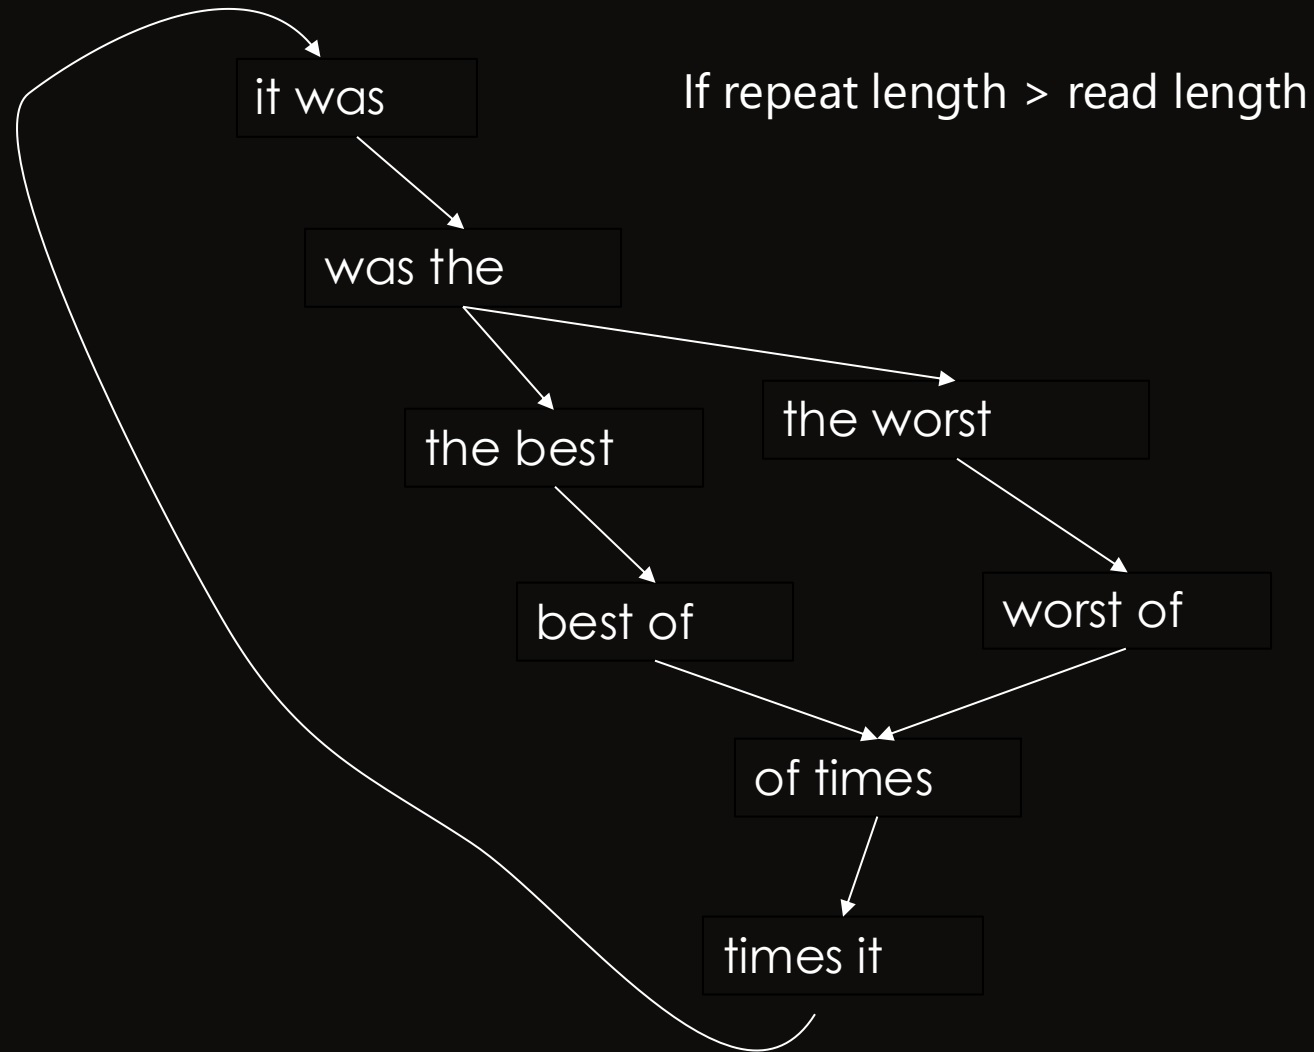 it was
If repeat length > read length
was the
the best
the worst
best of
worst of
of times
times it